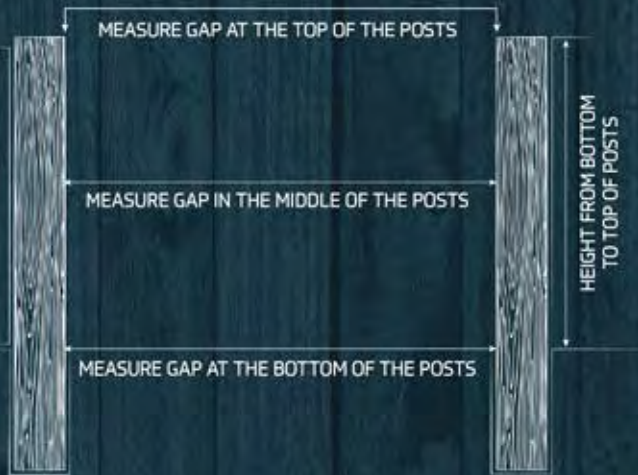 MEASURE GAP AT THE TOP OF THE POSTS
MEASURE GAP IN THE MIDDLE OF THE POSTS
MEASURE GAP AT THE BOTTOM OF THE POSTS
HEIGHT FROM BOTTOM
TO TOP OF POSTS